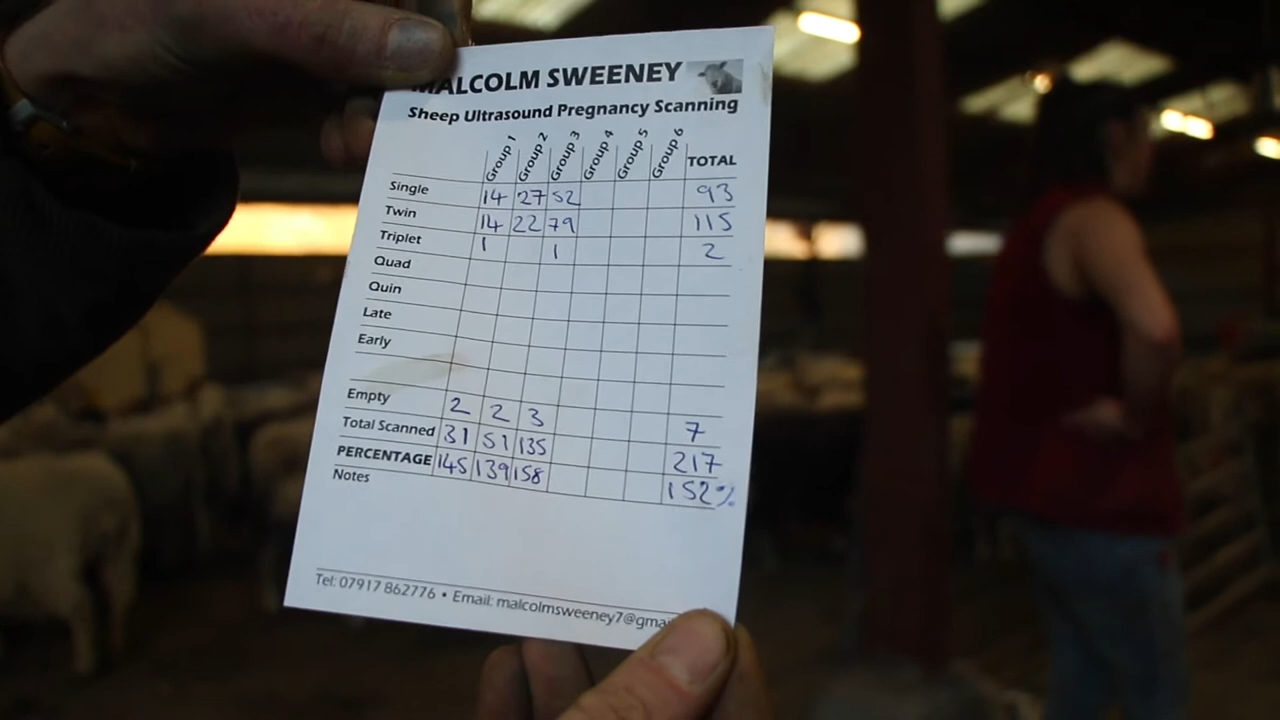 MALCOLM SWEENEY
Sheep Ultrasound Pregnancy Scanning
Group 1 Group 2 Group 3 Group 4 Group 5 Group 6 TOTAL
Single 14 27 52 93
Twin 14 22 79 115
Triplet 1 1 2
Quad
Quin
Late
Early
Empty 2 2 3 7
Total Scanned 31 51 135 217
PERCENTAGE 145 139 158 152%
Notes
Tel: 07917 862776 • Email: malcolmsweeney7@gmai